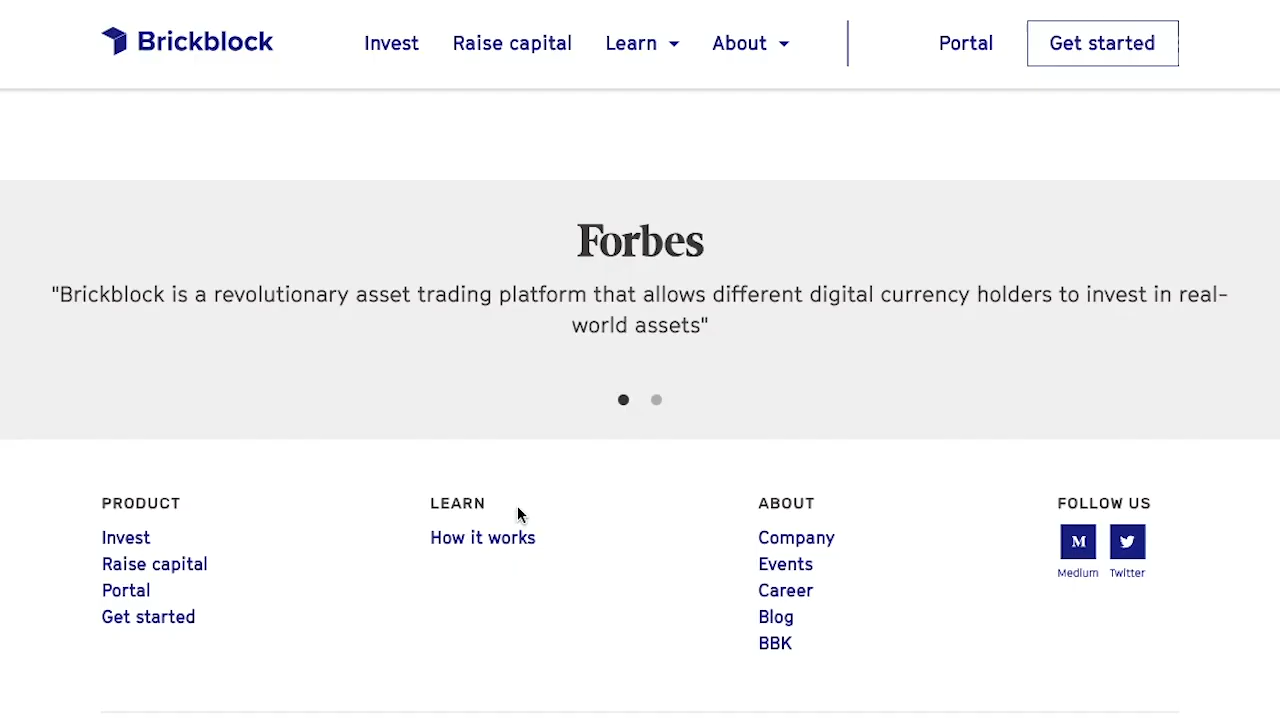 Brickblock
Invest
Raise capital
Learn
About
Portal
Get started
Forbes
"Brickblock is a revolutionary asset trading platform that allows different digital currency holders to invest in real-
world assets"
PRODUCT
Invest
Raise capital
Portal
Get started
LEARN
How it works
ABOUT
Company
Events
Career
Blog
BBK
FOLLOW US
M
Medium
Twitter